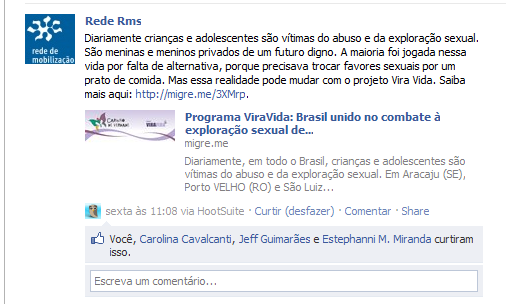 rede de
mobilização
Rede Rms
Diariamente crianças e adolescentes são vítimas do abuso e da exploração sexual.
São meninas e meninos privados de um futuro digno. A maioria foi jogada nessa
vida por falta de alternativa, porque precisava trocar favores sexuais por um
prato de comida. Mas essa realidade pode mudar com o projeto Vira Vida. Saiba
mais aqui: http://migre.me/3XMrp.
Programa ViraVida: Brasil unido no combate à
exploração sexual de...
migre.me
Diariamente, em todo o Brasil, crianças e adolescentes são
vítimas do abuso e da exploração sexual. Em Aracaju (SE),
Porto VELHO (RO) e São Luiz...
sexta às 11:08 via HootSuite · Curtir (desfazer) · Comentar · Share
Você, Carolina Cavalcanti, Jeff Guimarães e Estephanni M. Miranda curtiram
isso.
Escreva um comentário...